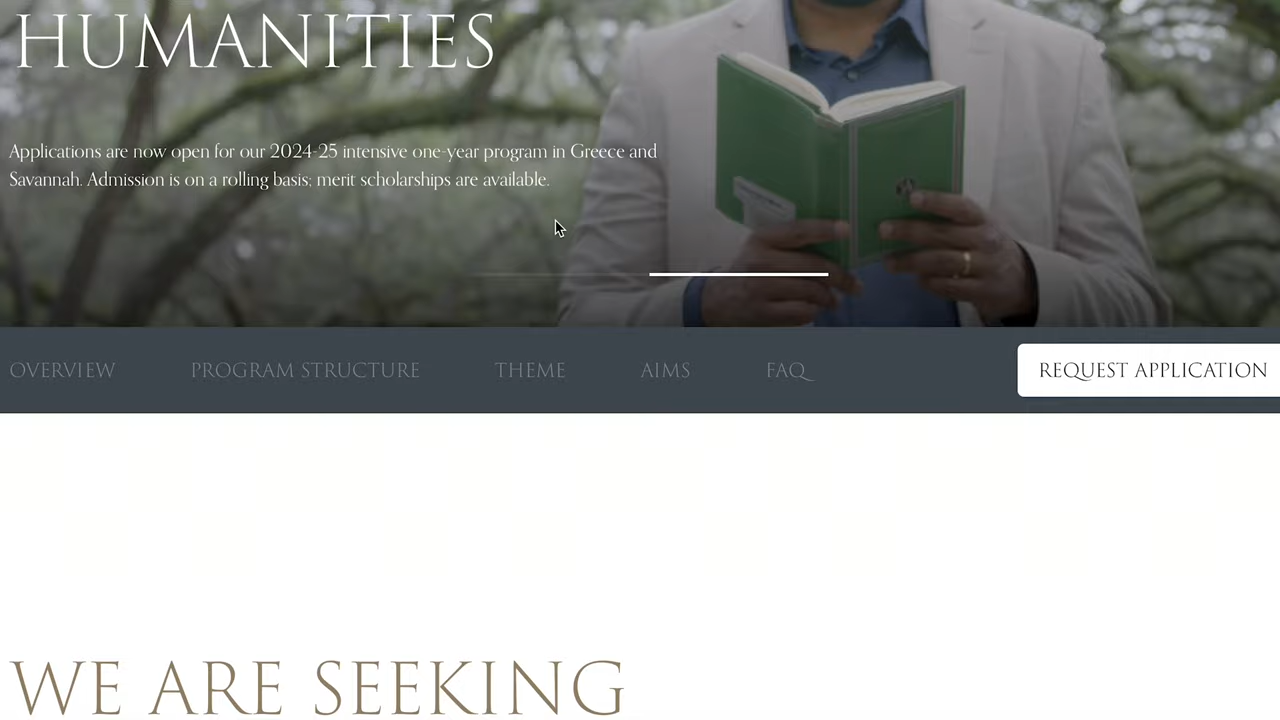 HUMANITIES
Applications are now open for our 2024-25 intensive one-year program in Greece and
Savannah. Admission is on a rolling basis; merit scholarships are available.
OVERVIEW PROGRAM STRUCTURE THEME AIMS FAQ REQUEST APPLICATION
WE ARE SEEKING